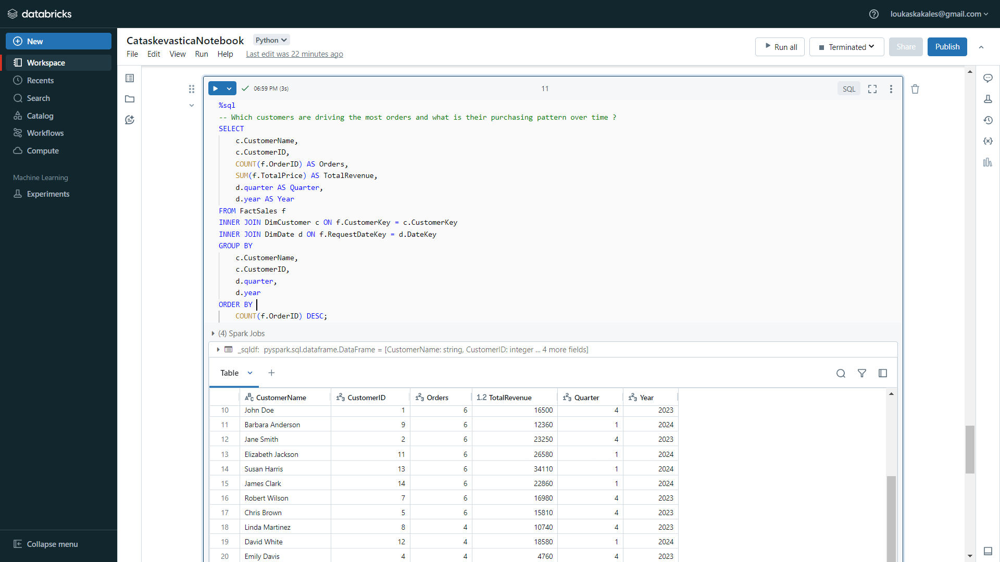 databricks
loukaskakales@gmail.com
New
Workspace
Recents
Search
Catalog
Workflows
Compute
Machine Learning
Experiments
Collapse menu
CataskevasticaNotebook Python
File Edit View Run Help Last edit was 22 minutes ago
Run all Terminated Share Publish
06:59 PM (3s) 11 SQL
%sql
-- Which customers are driving the most orders and what is their purchasing pattern over time ?
SELECT
c.CustomerName,
c.CustomerID,
COUNT(f.OrderID) AS Orders,
SUM(f.TotalPrice) AS TotalRevenue,
d.quarter AS Quarter,
d.year AS Year
FROM FactSales f
INNER JOIN DimCustomer c ON f.CustomerKey = c.CustomerKey
INNER JOIN DimDate d ON f.RequestDateKey = d.DateKey
GROUP BY
c.CustomerName,
c.CustomerID,
d.quarter,
d.year
ORDER BY
COUNT(f.OrderID) DESC;
(4) Spark Jobs
_sqldf: pyspark.sql.dataframe.DataFrame = [CustomerName: string, CustomerID: integer ... 4 more fields]
Table
CustomerName CustomerID Orders 1.2 TotalRevenue Quarter Year
10 John Doe 1 6 16500 4 2023
11 Barbara Anderson 9 6 12360 1 2024
12 Jane Smith 2 6 23250 4 2023
13 Elizabeth Jackson 11 6 26580 1 2024
14 Susan Harris 13 6 34110 1 2024
15 James Clark 14 6 22860 1 2024
16 Robert Wilson 7 6 16980 4 2023
17 Chris Brown 5 6 15810 4 2023
18 Linda Martinez 8 4 10740 4 2023
19 David White 12 4 18580 1 2024
20 Emily Davis 4 4 4760 4 2023